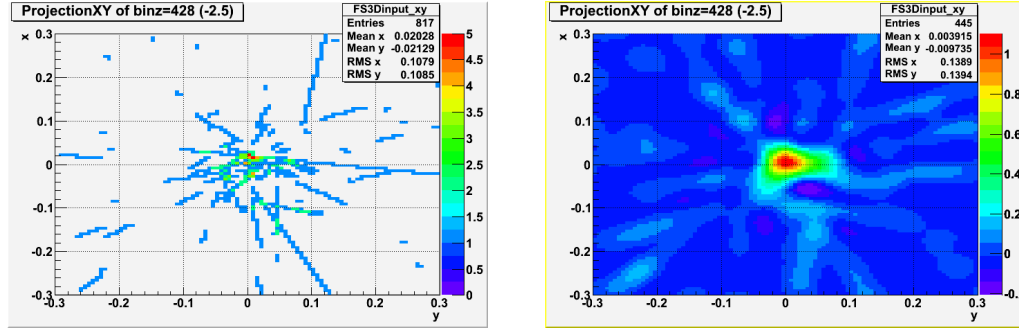 ProjectionXY of binz=428 (-2.5)
FS3Dinput_xy
Entries 817
Mean x 0.02028
Mean y -0.02129
RMS x 0.1079
RMS y 0.1085
x
0.3
0.2
0.1
0
-0.1
-0.2
-0.3
-0.3 -0.2 -0.1 0 0.1 0.2 0.3
y
5
4.5
4
3.5
3
2.5
2
1.5
1
0.5
0
ProjectionXY of binz=428 (-2.5)
FS3Dinput_xy
Entries 445
Mean x 0.003915
Mean y -0.009735
RMS x 0.1389
RMS y 0.1394
x
0.3
0.2
0.1
0
-0.1
-0.2
-0.3
-0.3 -0.2 -0.1 0 0.1 0.2 0.3
y
1
0.8
0.6
0.4
0.2
0